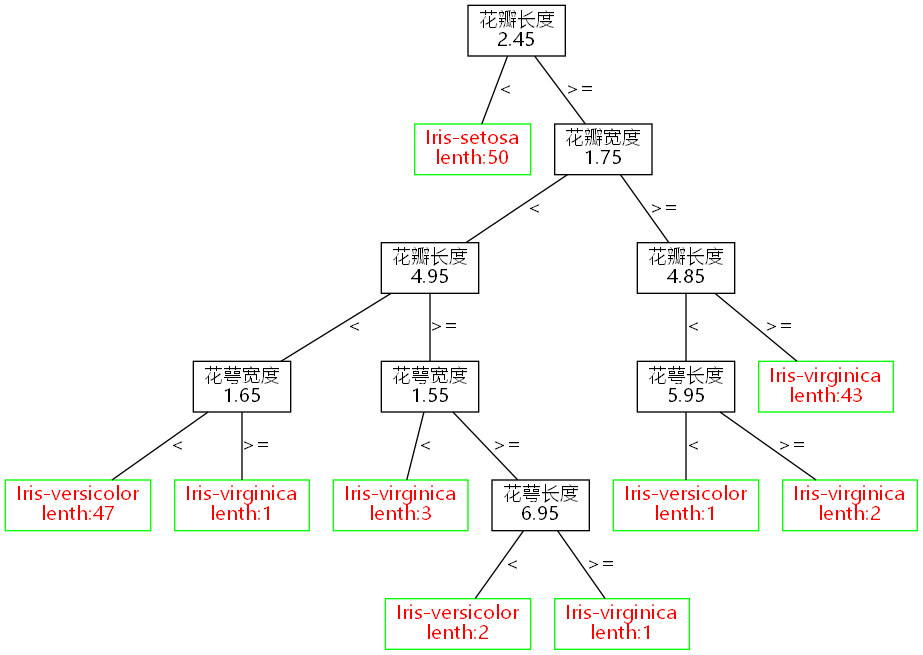 花瓣长度
2.45
<
>=
Iris-setosa
lenth:50
花瓣宽度
1.75
<
>=
花瓣长度
4.95
花瓣长度
4.85
<
>=
<
>=
花萼宽度
1.65
花萼宽度
1.55
花萼长度
5.95
Iris-virginica
lenth:43
<
>=
<
>=
<
>=
Iris-versicolor
lenth:47
Iris-virginica
lenth:1
Iris-virginica
lenth:3
花萼长度
6.95
Iris-versicolor
lenth:1
Iris-virginica
lenth:2
<
>=
Iris-versicolor
lenth:2
Iris-virginica
lenth:1